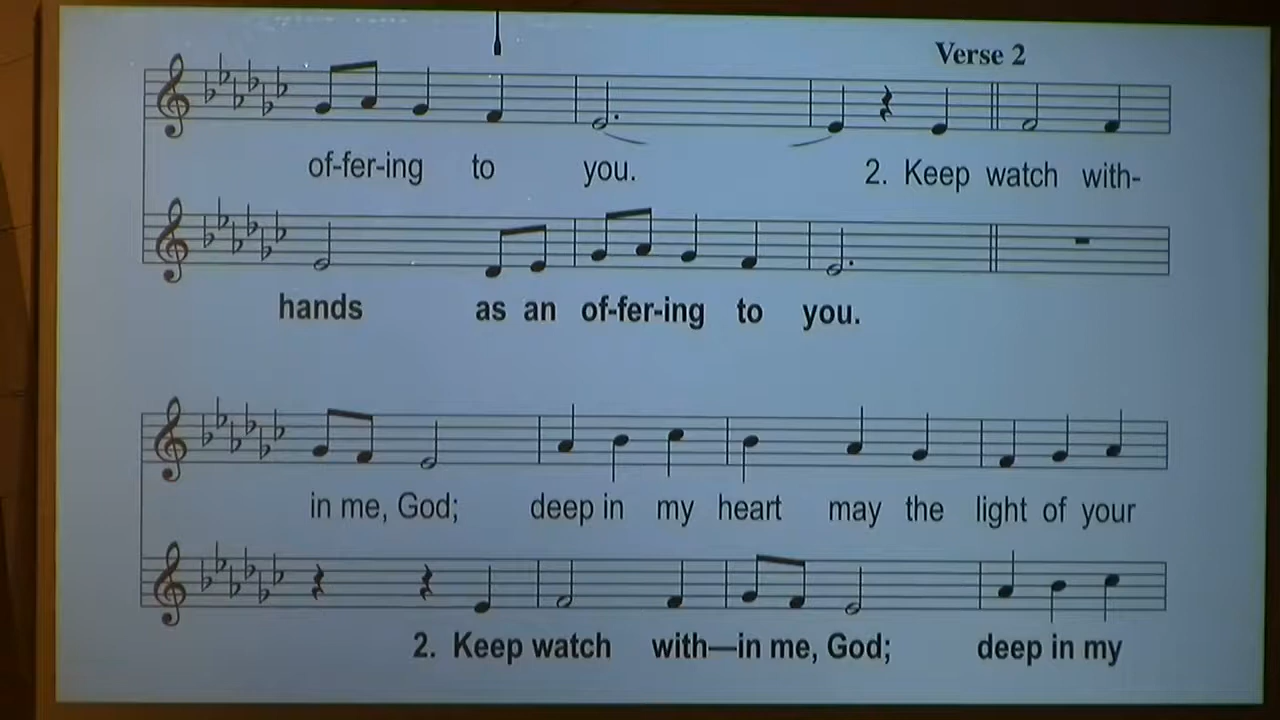 Verse 2
of-fer-ing to you. 2. Keep watch with-
hands as an of-fer-ing to you.
in me, God; deep in my heart may the light of your
2. Keep watch with—in me, God; deep in my